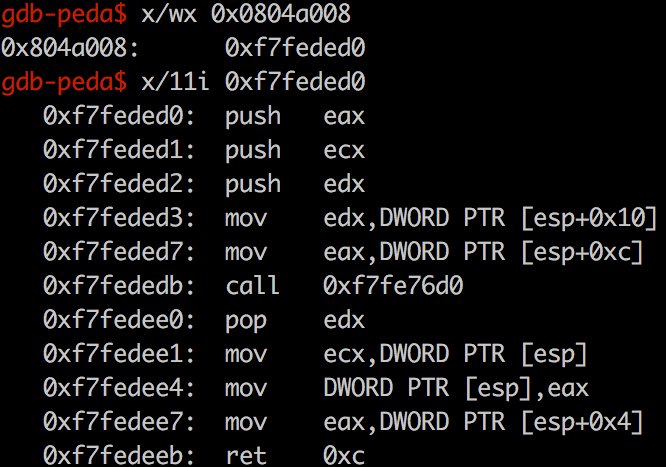 gdb-peda$ x/wx 0x0804a008
0x804a008: 0xf7feded0
gdb-peda$ x/11i 0xf7feded0
0xf7feded0: push eax
0xf7feded1: push ecx
0xf7feded2: push edx
0xf7feded3: mov edx,DWORD PTR [esp+0x10]
0xf7feded7: mov eax,DWORD PTR [esp+0xc]
0xf7fededb: call 0xf7fe76d0
0xf7fedee0: pop edx
0xf7fedee1: mov ecx,DWORD PTR [esp]
0xf7fedee4: mov DWORD PTR [esp],eax
0xf7fedee7: mov eax,DWORD PTR [esp+0x4]
0xf7fedeeb: ret 0xc